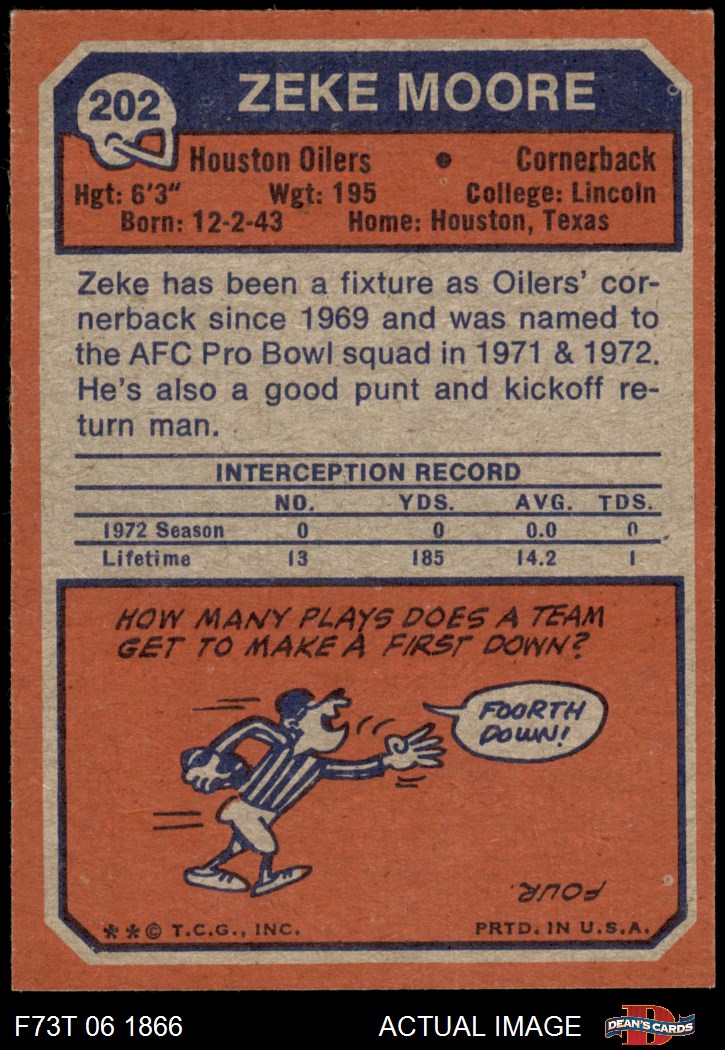 202
ZEKE MOORE
Houston Oilers • Cornerback
Hgt: 6'3" Wgt: 195 College: Lincoln
Born: 12-2-43 Home: Houston, Texas
Zeke has been a fixture as Oilers' cor-
nerback since 1969 and was named to
the AFC Pro Bowl squad in 1971 & 1972.
He's also a good punt and kickoff re-
turn man.
INTERCEPTION RECORD
NO. YDS. AVG. TDS.
1972 Season 0 0 0.0 0
Lifetime 13 185 14.2 1
HOW MANY PLAYS DOES A TEAM
GET TO MAKE A FIRST DOWN?
FOORTH
DOWN!
FOUR.
**© T.C.G., INC. PRTD. IN U.S.A.
F73T 06 1866 ACTUAL IMAGE
D
DEAN'S CARDS